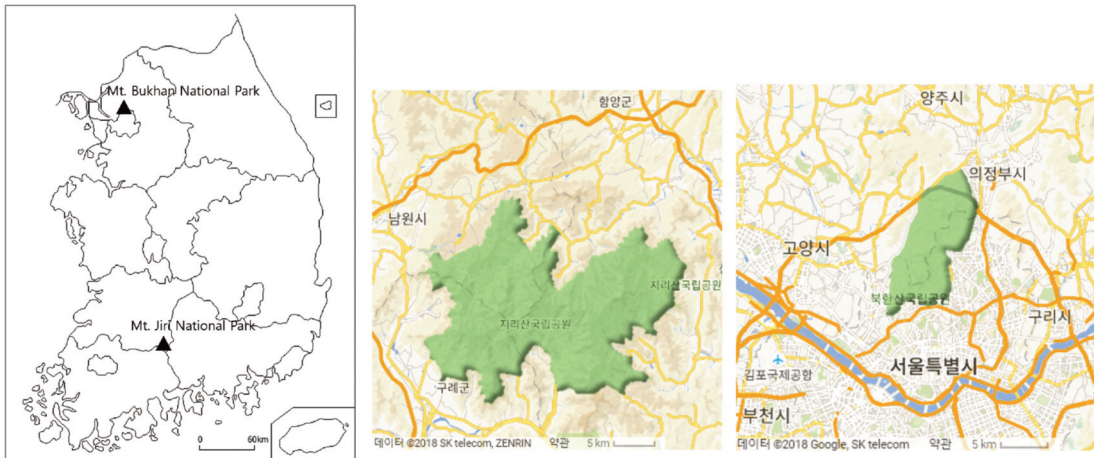 Mt. Bukhan National Park
Mt. Jiri National Park
0 60km
함양군
남원시
지리산국립공원
지리산국립공원
구례군
데이터 ©2018 SK telecom, ZENRIN 약관 5 km
양주시
의정부시
고양시
북한산국립공원
구리시
서울특별시
김포국제공항
부천시
데이터 ©2018 Google, SK telecom 약관 5 km